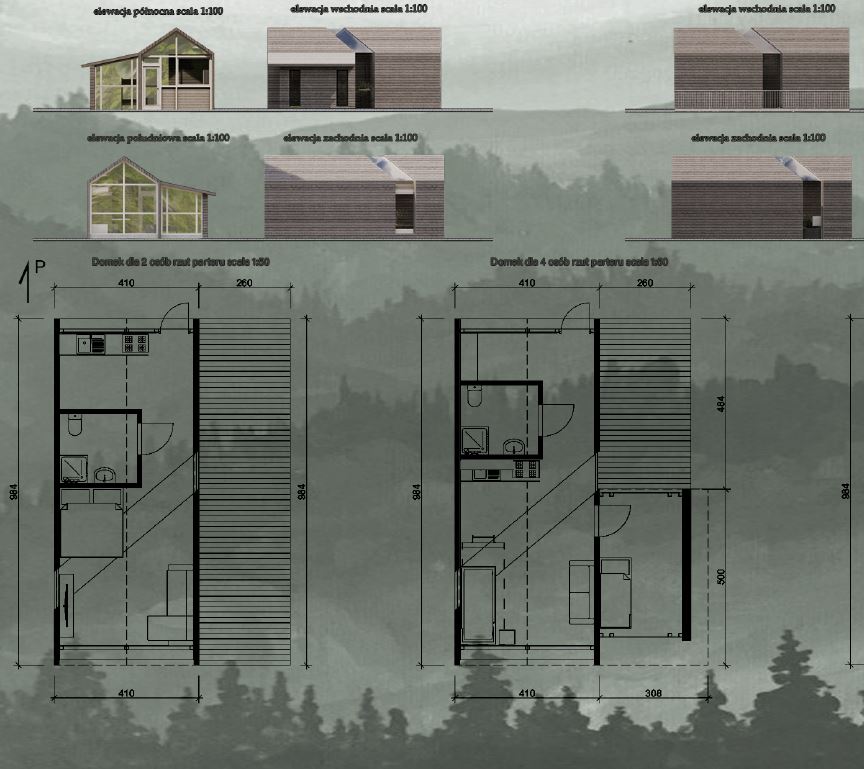 elewacja północna scala 1:100
elewacja wschodnia scala 1:100
elewacja wschodnia scala 1:100
elewacja południowa scala 1:100
elewacja zachodnia scala 1:100
elewacja zachodnia scala 1:100
P
Domek dla 2 osób rzut parteru scala 1:50
Domek dla 4 osób rzut parteru scala 1:50
410
260
410
260
984
984
984
484
984
500
410
410
308